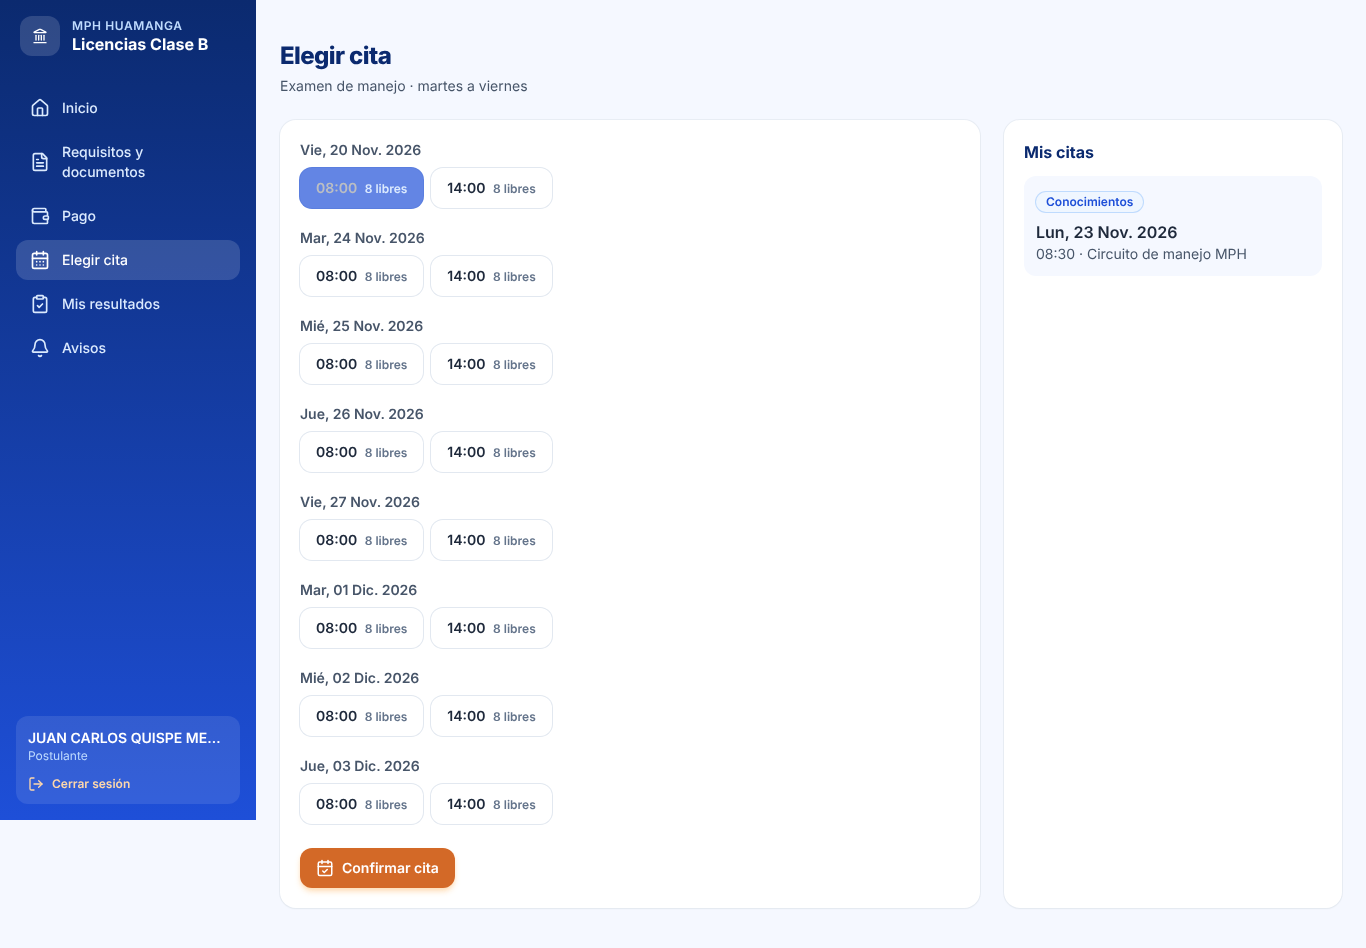 MPH HUAMANGA
Licencias Clase B
Inicio
Requisitos y
documentos
Pago
Elegir cita
Mis resultados
Avisos
JUAN CARLOS QUISPE ME...
Postulante
Cerrar sesión
Elegir cita
Examen de manejo · martes a viernes
Vie, 20 Nov. 2026
08:00 8 libres 14:00 8 libres
Mar, 24 Nov. 2026
08:00 8 libres 14:00 8 libres
Mié, 25 Nov. 2026
08:00 8 libres 14:00 8 libres
Jue, 26 Nov. 2026
08:00 8 libres 14:00 8 libres
Vie, 27 Nov. 2026
08:00 8 libres 14:00 8 libres
Mar, 01 Dic. 2026
08:00 8 libres 14:00 8 libres
Mié, 02 Dic. 2026
08:00 8 libres 14:00 8 libres
Jue, 03 Dic. 2026
08:00 8 libres 14:00 8 libres
Confirmar cita
Mis citas
Conocimientos
Lun, 23 Nov. 2026
08:30 · Circuito de manejo MPH